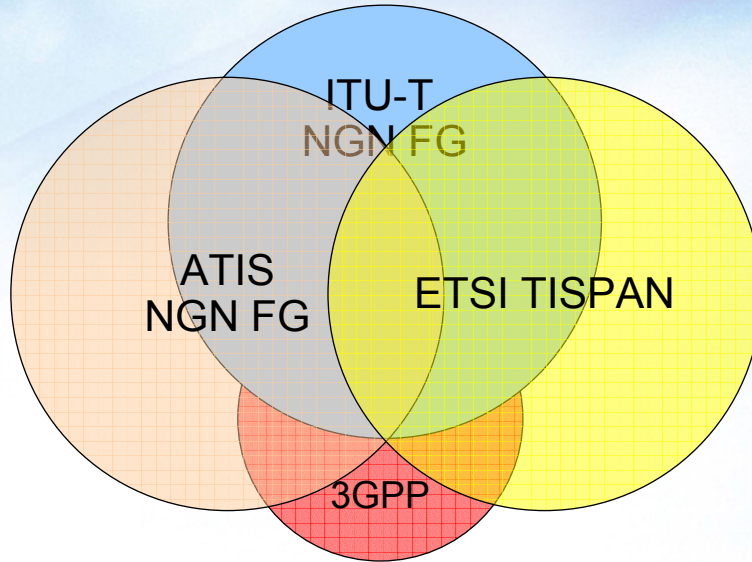 ITU-T
NGN FG
ATIS
NGN FG
ETSI TISPAN
3GPP